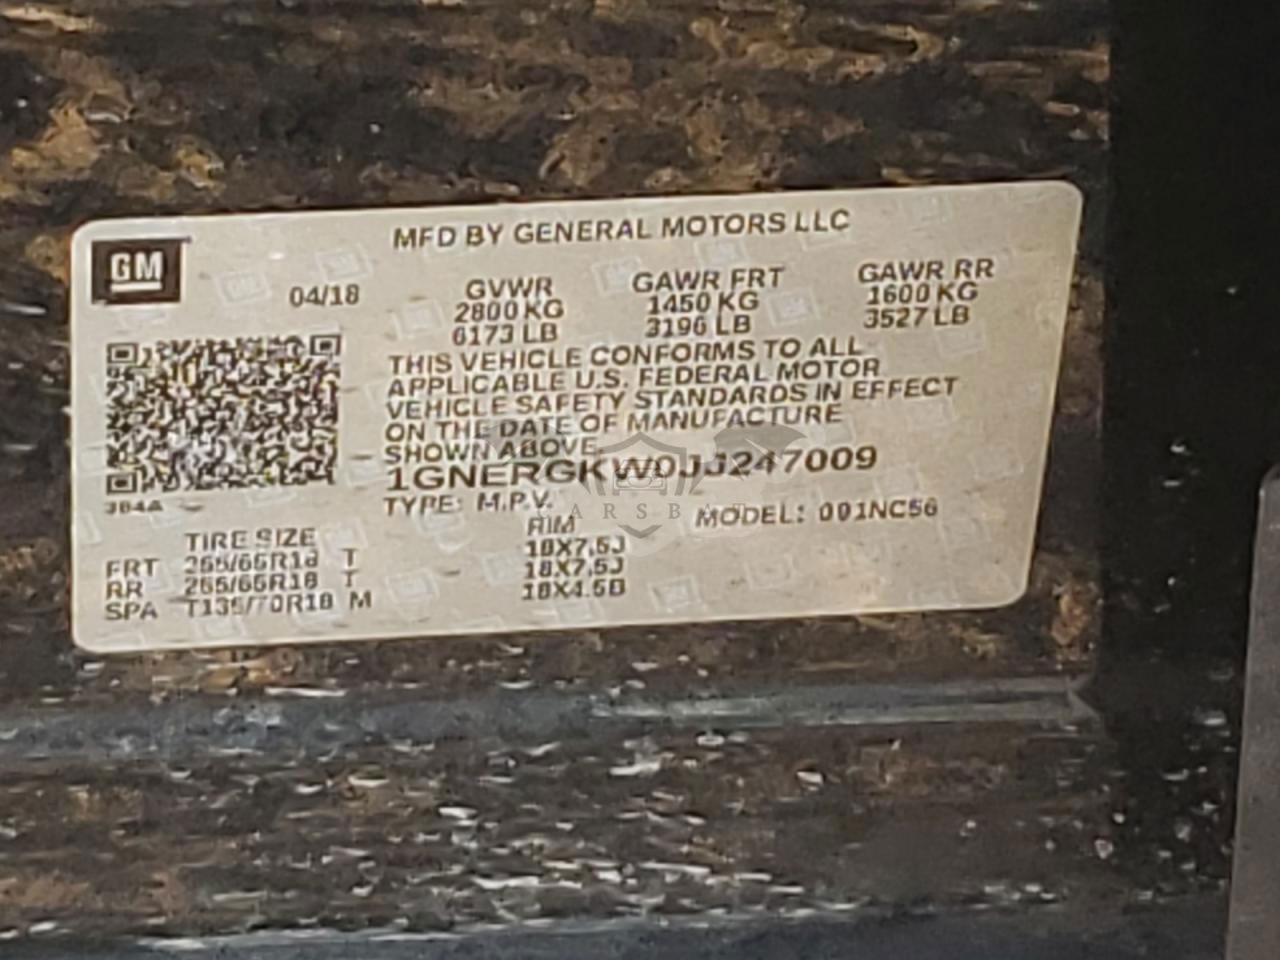 GM
MFD BY GENERAL MOTORS LLC
04/18
GVWR GAWR FRT GAWR RR
2800 KG 1450 KG 1600 KG
6173 LB 3196 LB 3527 LB
THIS VEHICLE CONFORMS TO ALL
APPLICABLE U.S. FEDERAL MOTOR
VEHICLE SAFETY STANDARDS IN EFFECT
ON THE DATE OF MANUFACTURE
SHOWN ABOVE.
1GNERGKW0JJ247009
TYPE: M.P.V. MODEL: 001NC56
TIRE SIZE RIM
FRT 255/65R18 T 18X7.5J
RR 255/65R18 T 18X7.5J
SPA T135/70R18 M 18X4.5B